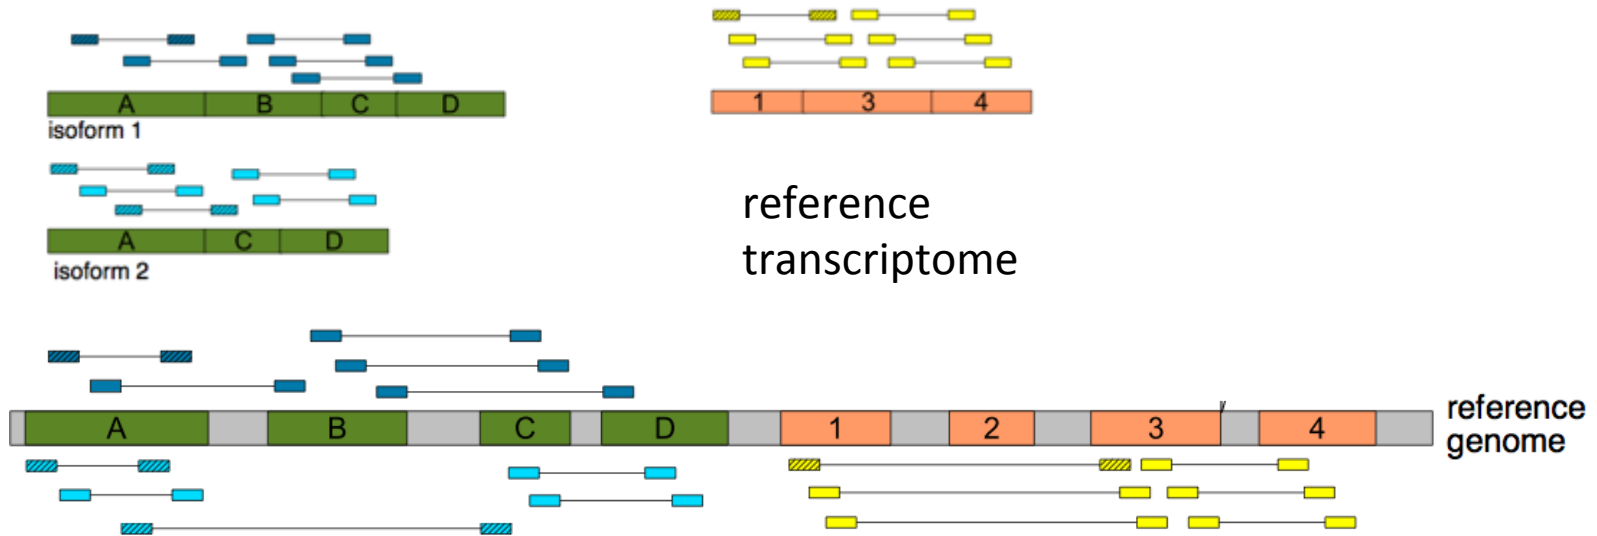 A B C D
isoform 1
1 3 4
A C D
isoform 2
reference
transcriptome
A B C D 1 2 3 4
reference
genome